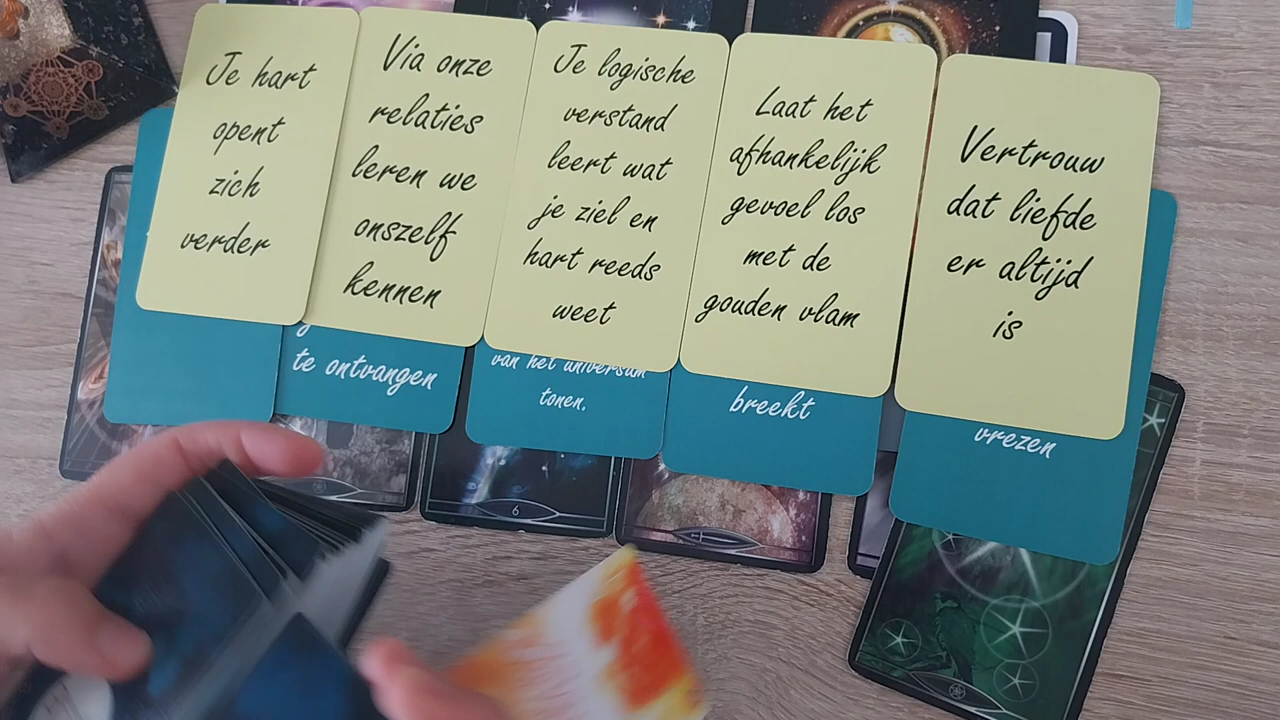 Je hart
opent
zich
verder
Via onze
relaties
leren we
onszelf
kennen
Je logische
verstand
leert wat
je ziel en
hart reeds
weet
Laat het
afhankelijk
gevoel los
met de
gouden vlam
Vertrouw
dat liefde
er altijd
is
te ontvangen
van het universum
tonen.
breekt
vrezen
6